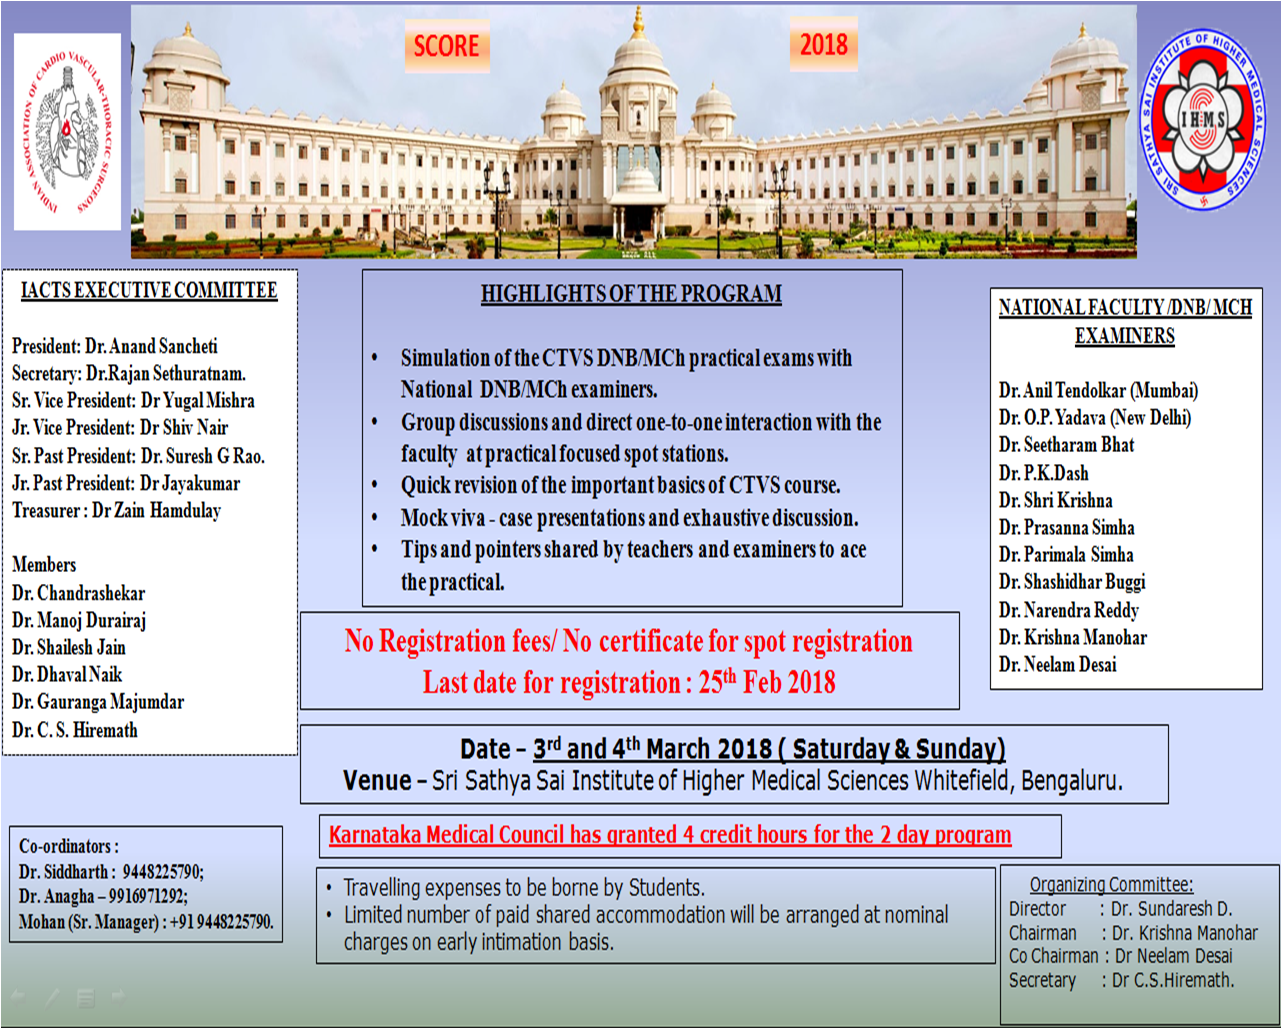 SCORE
2018
INDIAN ASSOCIATION OF CARDIO VASCULAR-THORACIC SURGEONS
SRI SATHYA SAI INSTITUTE OF HIGHER MEDICAL SCIENCES
IHMS
IACTS EXECUTIVE COMMITTEE
President: Dr. Anand Sancheti
Secretary: Dr.Rajan Sethuratnam.
Sr. Vice President: Dr Yugal Mishra
Jr. Vice President: Dr Shiv Nair
Sr. Past President: Dr. Suresh G Rao.
Jr. Past President: Dr Jayakumar
Treasurer : Dr Zain Hamdulay
Members
Dr. Chandrashekar
Dr. Manoj Durairaj
Dr. Shailesh Jain
Dr. Dhaval Naik
Dr. Gauranga Majumdar
Dr. C. S. Hiremath
HIGHLIGHTS OF THE PROGRAM
• Simulation of the CTVS DNB/MCh practical exams with
National DNB/MCh examiners.
• Group discussions and direct one-to-one interaction with the
faculty at practical focused spot stations.
• Quick revision of the important basics of CTVS course.
• Mock viva - case presentations and exhaustive discussion.
• Tips and pointers shared by teachers and examiners to ace
the practical.
NATIONAL FACULTY /DNB/ MCH
EXAMINERS
Dr. Anil Tendolkar (Mumbai)
Dr. O.P. Yadava (New Delhi)
Dr. Seetharam Bhat
Dr. P.K.Dash
Dr. Shri Krishna
Dr. Prasanna Simha
Dr. Parimala Simha
Dr. Shashidhar Buggi
Dr. Narendra Reddy
Dr. Krishna Manohar
Dr. Neelam Desai
No Registration fees/ No certificate for spot registration
Last date for registration : 25th Feb 2018
Date – 3rd and 4th March 2018 ( Saturday & Sunday)
Venue – Sri Sathya Sai Institute of Higher Medical Sciences Whitefield, Bengaluru.
Karnataka Medical Council has granted 4 credit hours for the 2 day program
Co-ordinators :
Dr. Siddharth : 9448225790;
Dr. Anagha – 9916971292;
Mohan (Sr. Manager) : +91 9448225790.
• Travelling expenses to be borne by Students.
• Limited number of paid shared accommodation will be arranged at nominal
charges on early intimation basis.
Organizing Committee:
Director : Dr. Sundaresh D.
Chairman : Dr. Krishna Manohar
Co Chairman : Dr Neelam Desai
Secretary : Dr C.S.Hiremath.